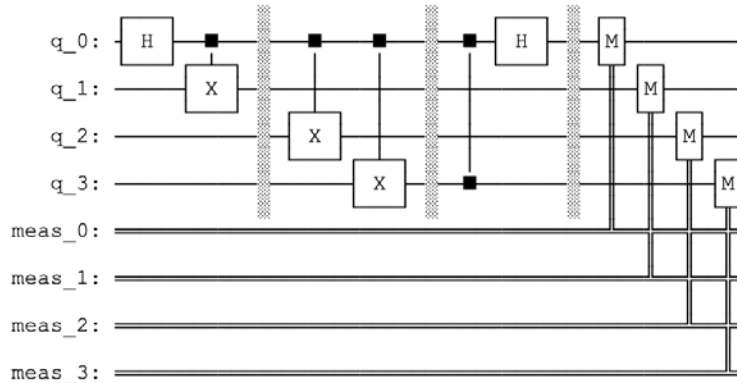 q_0: H M
q_1: X M
q_2: X M
q_3: X M
meas_0:
meas_1:
meas_2:
meas_3: